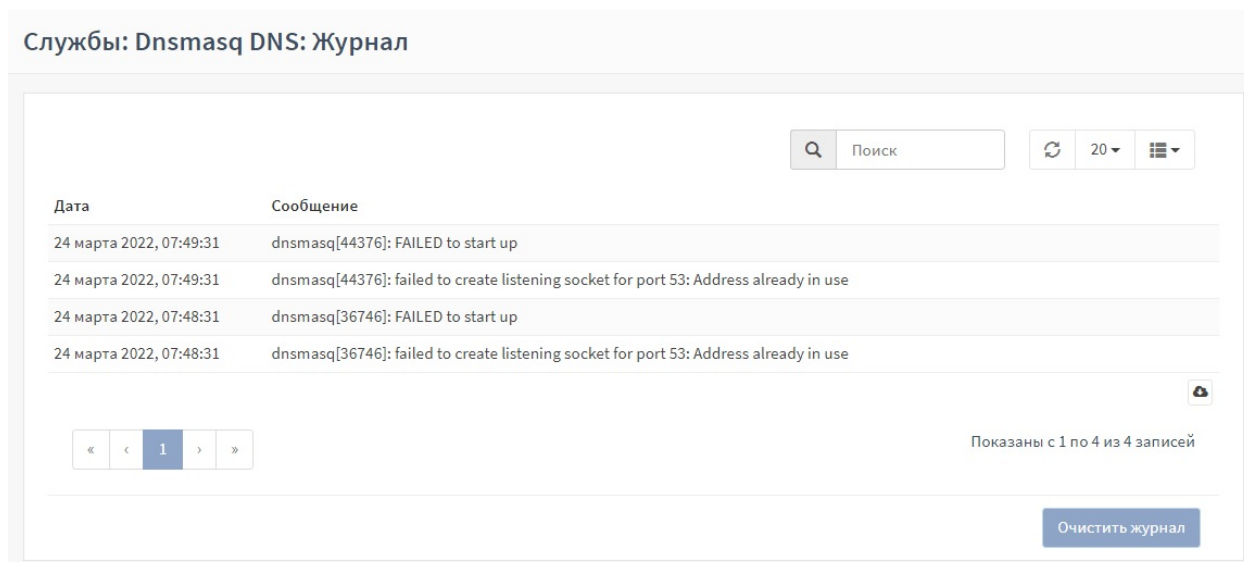 Службы: Dnsmasq DNS: Журнал
Поиск
20
Дата Сообщение
24 марта 2022, 07:49:31 dnsmasq[44376]: FAILED to start up
24 марта 2022, 07:49:31 dnsmasq[44376]: failed to create listening socket for port 53: Address already in use
24 марта 2022, 07:48:31 dnsmasq[36746]: FAILED to start up
24 марта 2022, 07:48:31 dnsmasq[36746]: failed to create listening socket for port 53: Address already in use
« ‹ 1 › »
Показаны с 1 по 4 из 4 записей
Очистить журнал